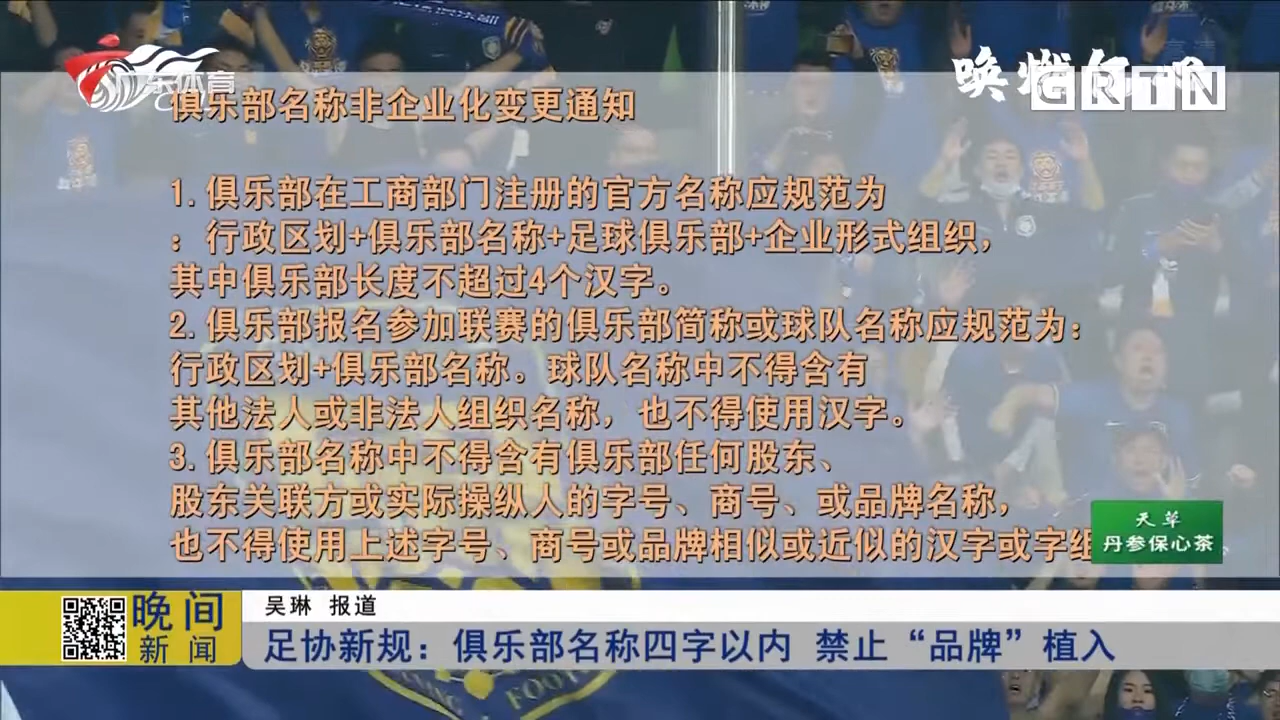 广东体育
高清
唤燃
GRTN
俱乐部名称非企业化变更通知
1.俱乐部在工商部门注册的官方名称应规范为
：行政区划+俱乐部名称+足球俱乐部+企业形式组织，
其中俱乐部长度不超过4个汉字。
2.俱乐部报名参加联赛的俱乐部简称或球队名称应规范为：
行政区划+俱乐部名称。球队名称中不得含有
其他法人或非法人组织名称，也不得使用汉字。
3.俱乐部名称中不得含有俱乐部任何股东、
股东关联方或实际操纵人的字号、商号、或品牌名称，
也不得使用上述字号、商号或品牌相似或近似的汉字或字组
天草
丹参保心茶
晚间
新闻
吴琳 报道
足协新规：俱乐部名称四字以内 禁止“品牌”植入